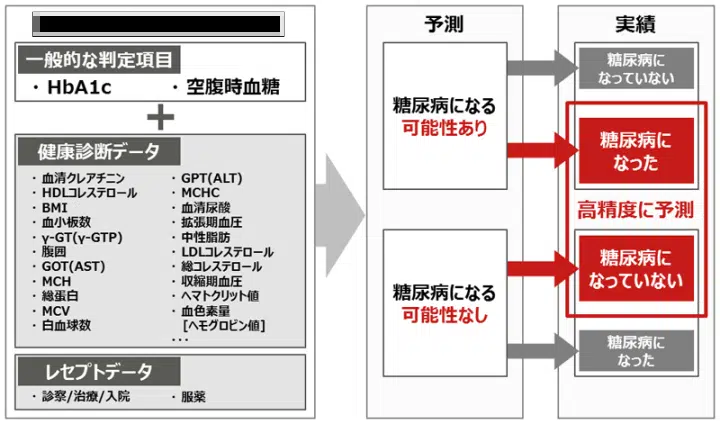 一般的な判定項目
・HbA1c ・空腹時血糖
+
健康診断データ
・血清クレアチニン
・HDLコレステロール
・BMI
・血小板数
・γ-GT(γ-GTP)
・腹囲
・GOT(AST)
・MCH
・総蛋白
・MCV
・白血球数
・GPT(ALT)
・MCHC
・血清尿酸
・拡張期血圧
・中性脂肪
・LDLコレステロール
・総コレステロール
・収縮期血圧
・ヘマトクリット値
・血色素量
[ヘモグロビン値]
・・・
レセプトデータ
・診察/治療/入院 ・服薬
予測
糖尿病になる
可能性あり
糖尿病になる
可能性なし
実績
糖尿病に
なっていない
糖尿病に
なった
高精度に予測
糖尿病に
なっていない
糖尿病に
なった